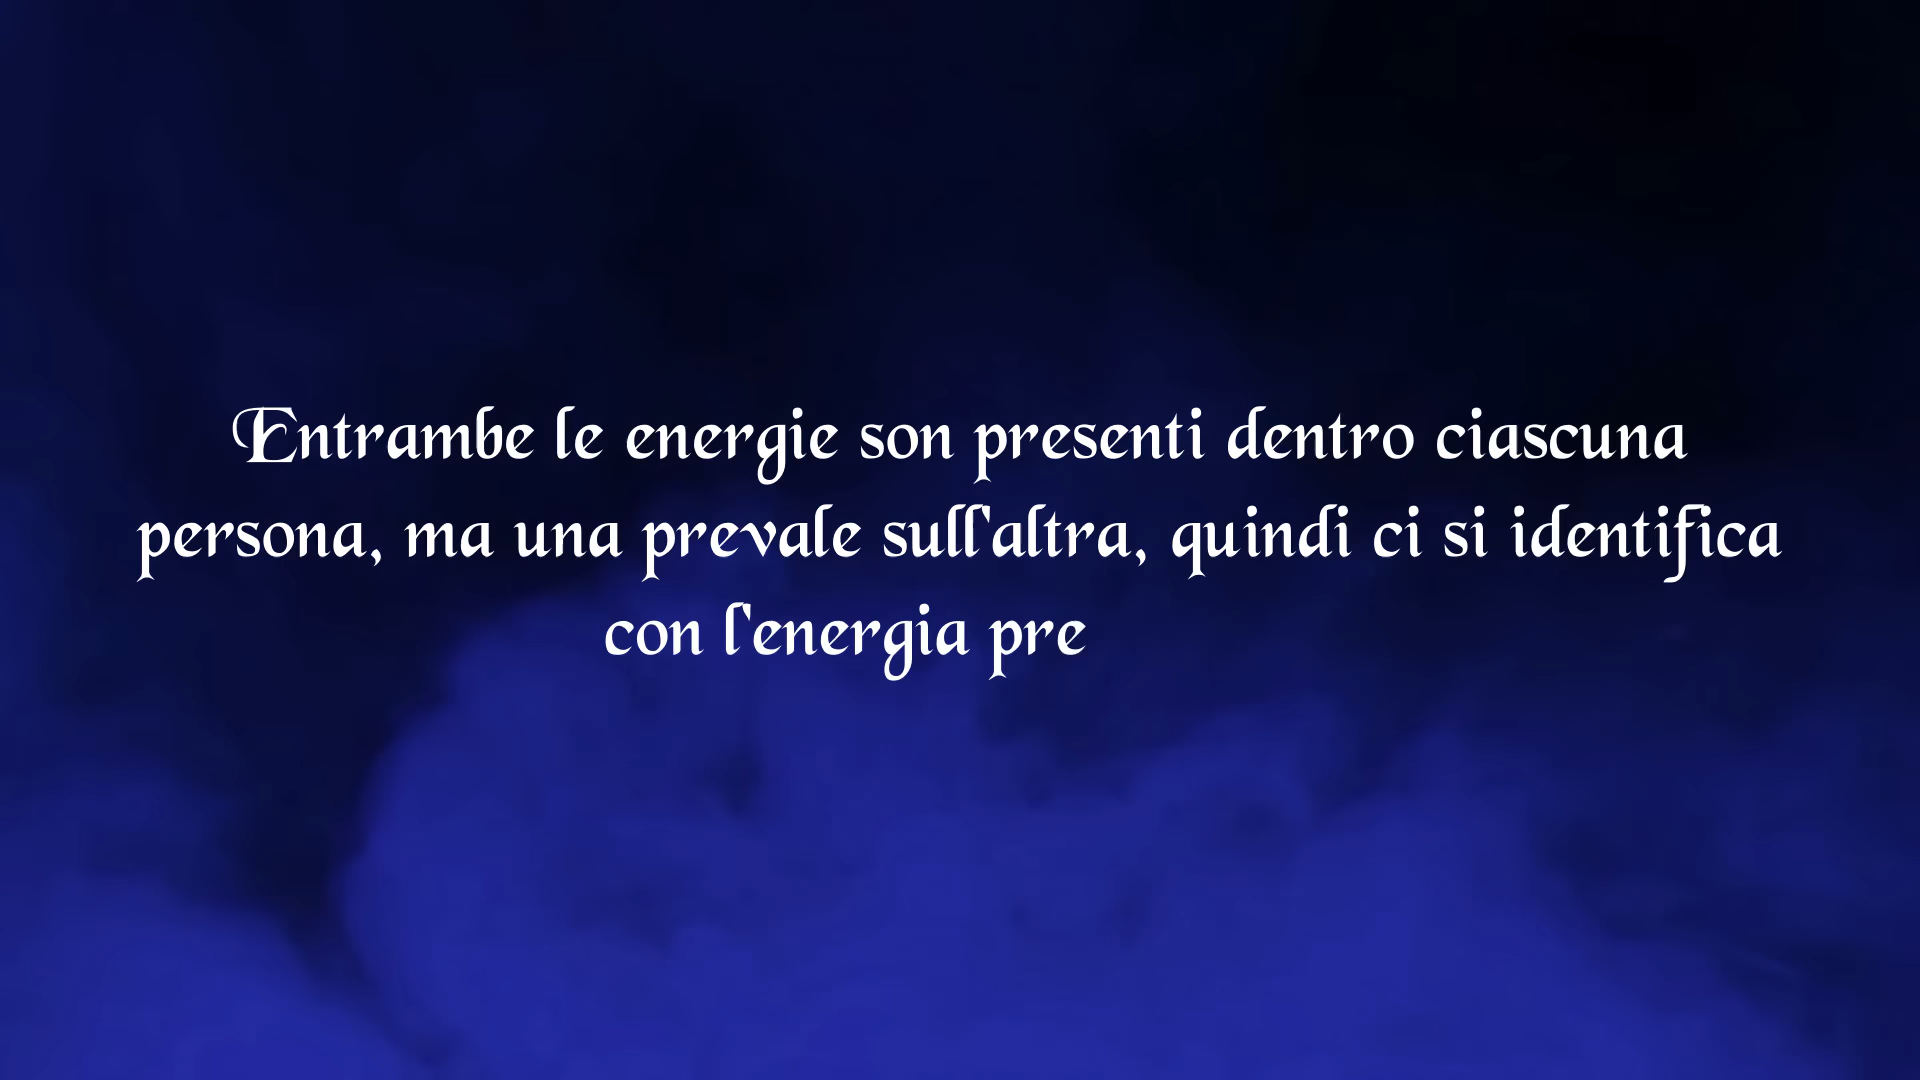 Entrambe le energie son presenti dentro ciascuna
persona, ma una prevale sull'altra, quindi ci si identifica
con l'energia pre